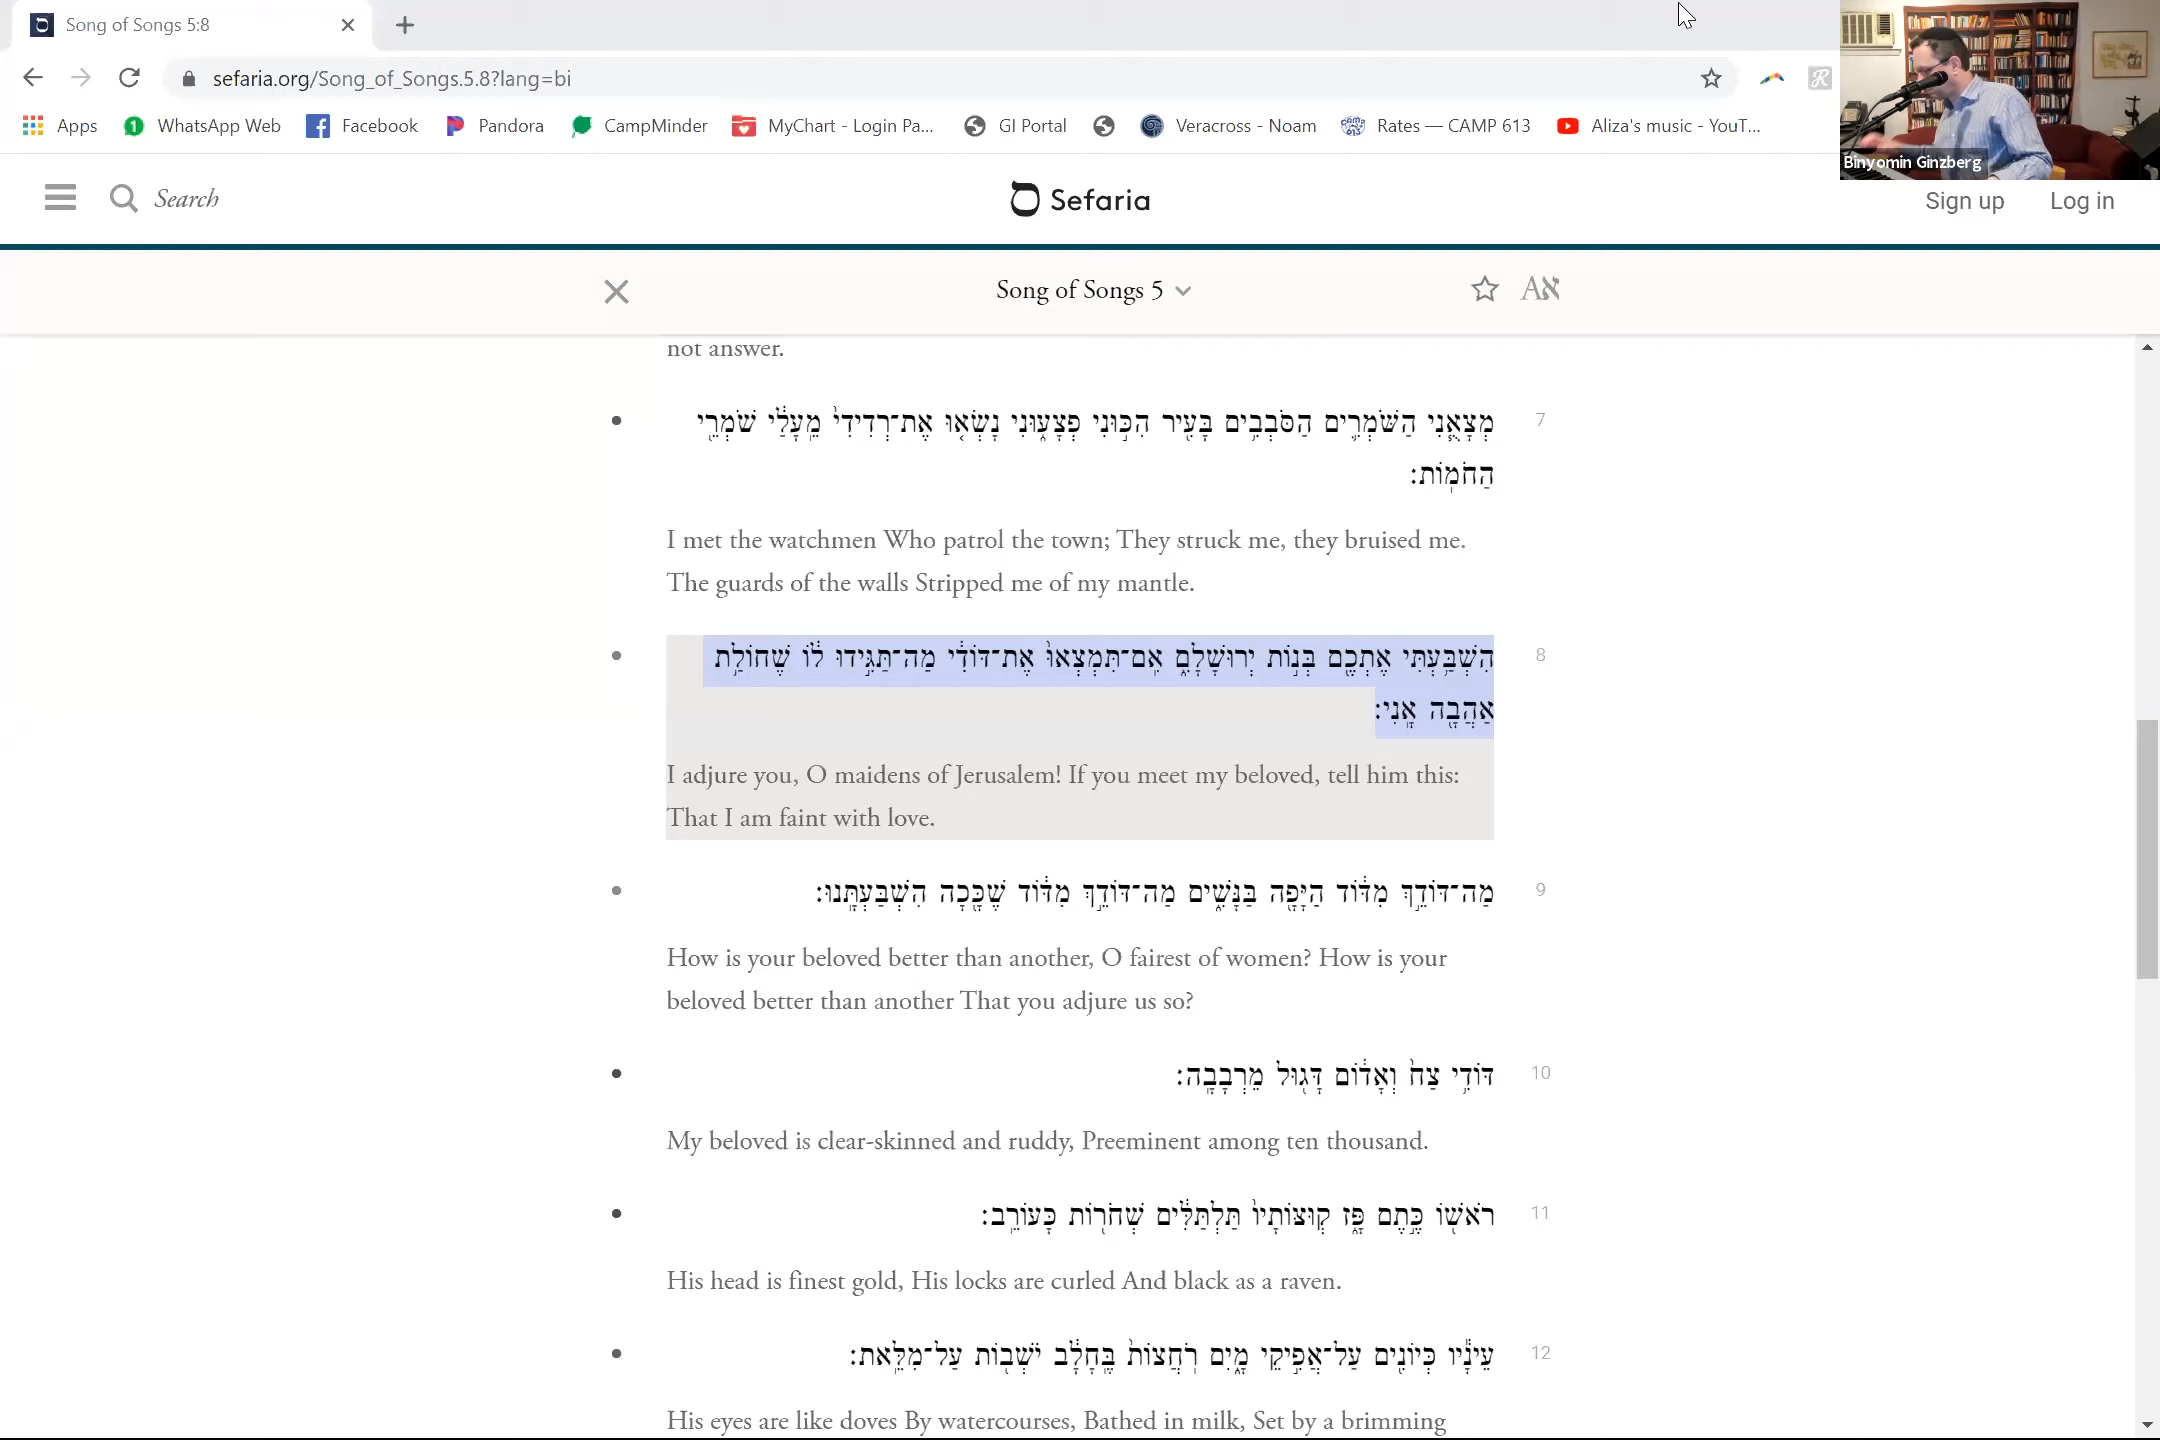 Song of Songs 5:8
sefaria.org/Song_of_Songs.5.8?lang=bi
Apps WhatsApp Web Facebook Pandora CampMinder MyChart - Login Pa... GI Portal Veracross - Noam Rates — CAMP 613 Aliza's music - YouT...
Binyomin Ginzberg
Search Sefaria Sign up Log in
Song of Songs 5
not answer.
מְצָאֻ֧נִי הַשֹּׁמְרִ֛ים הַסֹּבְבִ֥ים בָּעִ֖יר הִכּ֣וּנִי פְצָע֑וּנִי נָשְׂא֤וּ אֶת־רְדִידִי֙ מֵֽעָלַ֔י שֹׁמְרֵ֖י 7
הַחֹמֽוֹת׃
I met the watchmen Who patrol the town; They struck me, they bruised me.
The guards of the walls Stripped me of my mantle.
הִשְׁבַּ֥עְתִּי אֶתְכֶ֖ם בְּנ֣וֹת יְרוּשָׁלִָ֑ם אִֽם־תִּמְצְאוּ֙ אֶת־דּוֹדִ֔י מַה־תַּגִּ֣ידוּ ל֔וֹ שֶׁחוֹלַ֥ת 8
אַהֲבָ֖ה אָֽנִי׃
I adjure you, O maidens of Jerusalem! If you meet my beloved, tell him this:
That I am faint with love.
מַה־דּוֹדֵ֣ךְ מִדּ֔וֹד הַיָּפָ֖ה בַּנָּשִׁ֑ים מַה־דּוֹדֵ֣ךְ מִדּ֔וֹד שֶׁכָּ֖כָה הִשְׁבַּעְתָּֽנוּ׃ 9
How is your beloved better than another, O fairest of women? How is your
beloved better than another That you adjure us so?
דּוֹדִ֥י צַח֙ וְאָד֔וֹם דָּג֖וּל מֵרְבָבָֽה׃ 10
My beloved is clear-skinned and ruddy, Preeminent among ten thousand.
רֹאשׁ֖וֹ כֶּ֣תֶם פָּ֑ז קְוּצּוֹתָיו֙ תַּלְתַּלִּ֔ים שְׁחֹר֖וֹת כָּעוֹרֵֽב׃ 11
His head is finest gold, His locks are curled And black as a raven.
עֵינָ֕יו כְּיוֹנִ֖ים עַל־אֲפִ֣יקֵי מָ֑יִם רֹֽחֲצוֹת֙ בֶּֽחָלָ֔ב יֹשְׁב֖וֹת עַל־מִלֵּֽאת׃ 12
His eyes are like doves By watercourses, Bathed in milk, Set by a brimming